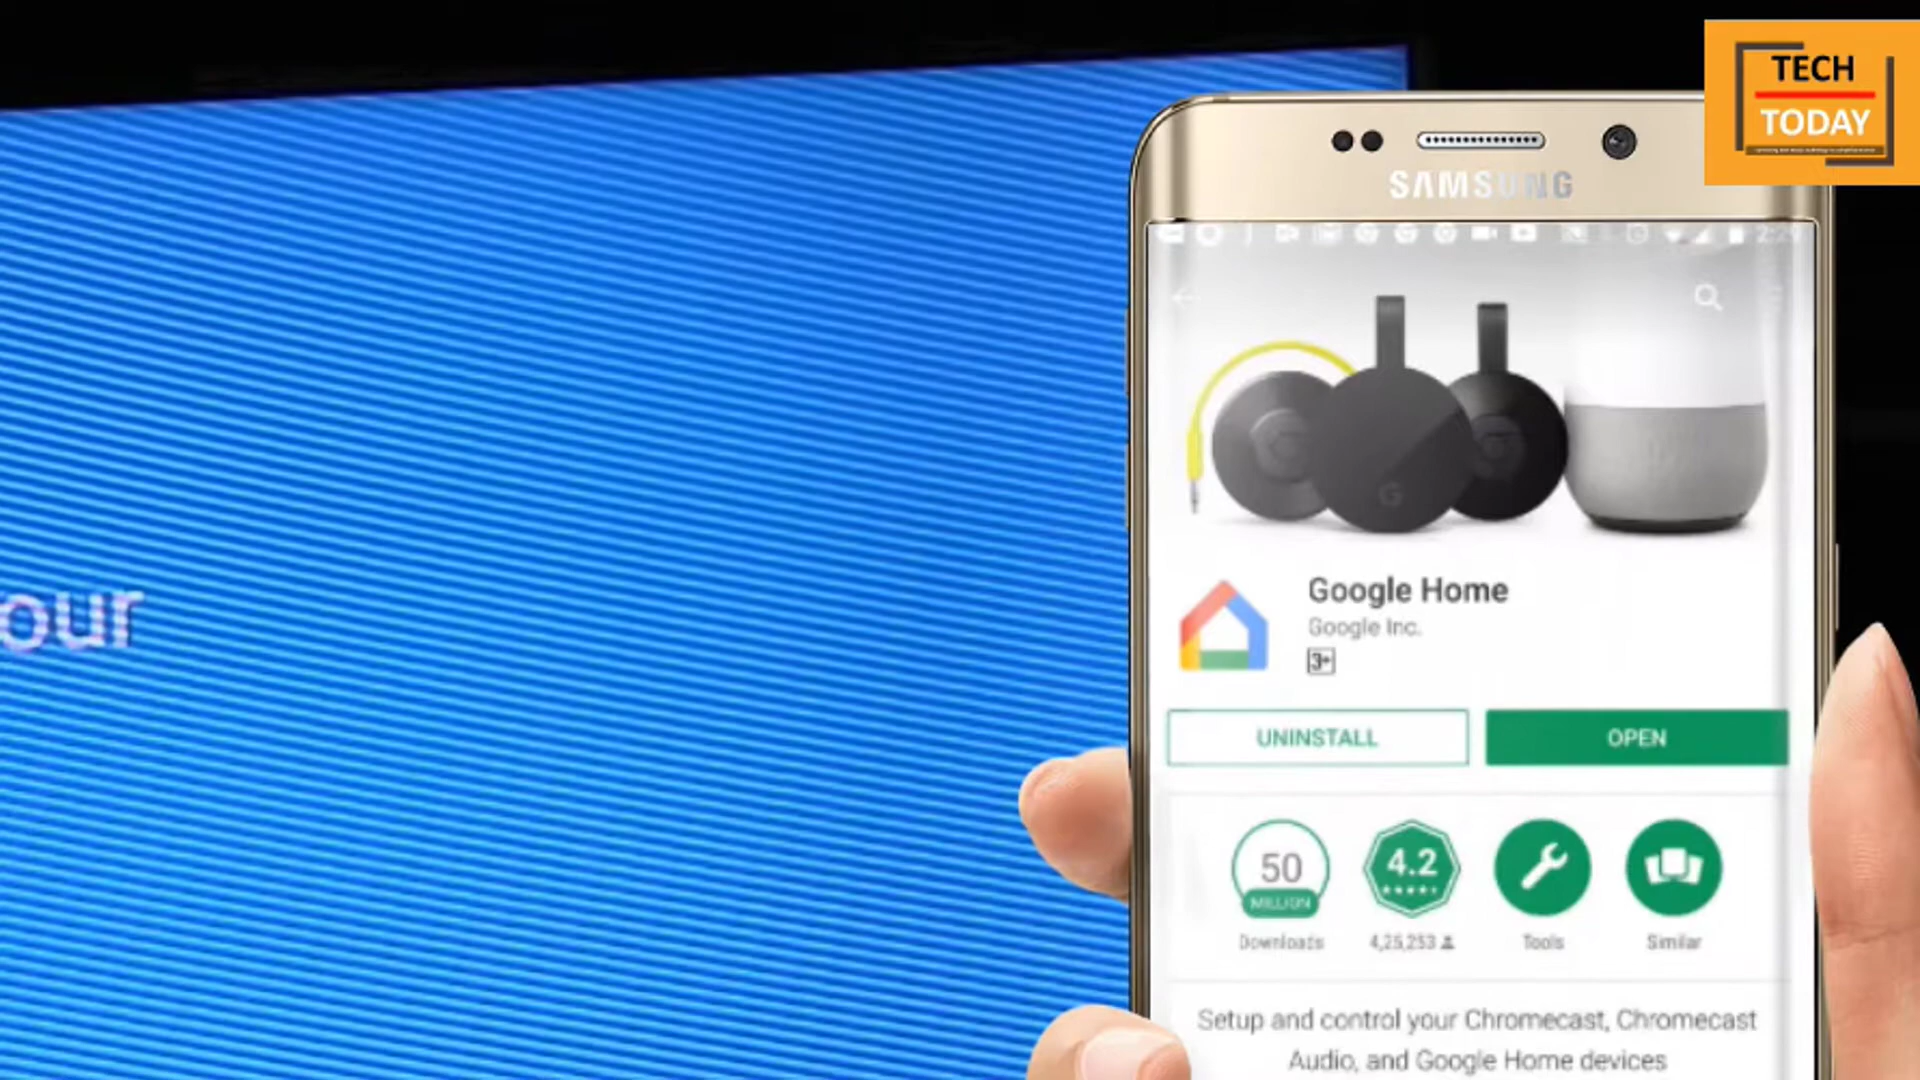 TECH
TODAY
SAMSUNG
our
Google Home
Google Inc.
3+
UNINSTALL
OPEN
50
MILLION
4.2
Downloads
4,25,253
Tools
Similar
Setup and control your Chromecast, Chromecast
Audio, and Google Home devices